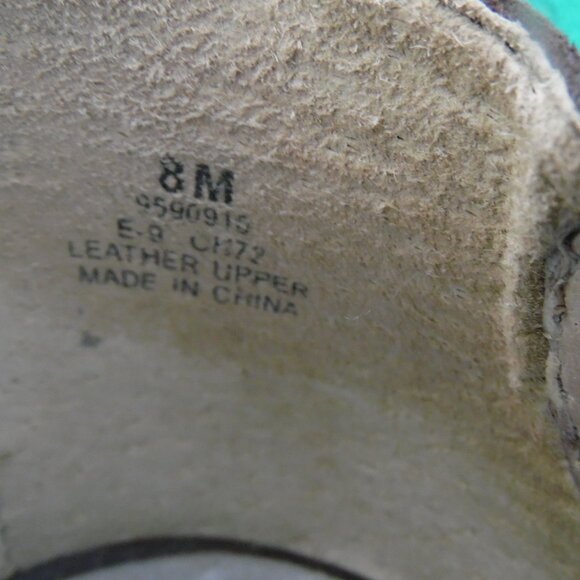 8M
9590915
E-9 CH72
LEATHER UPPER
MADE IN CHINA